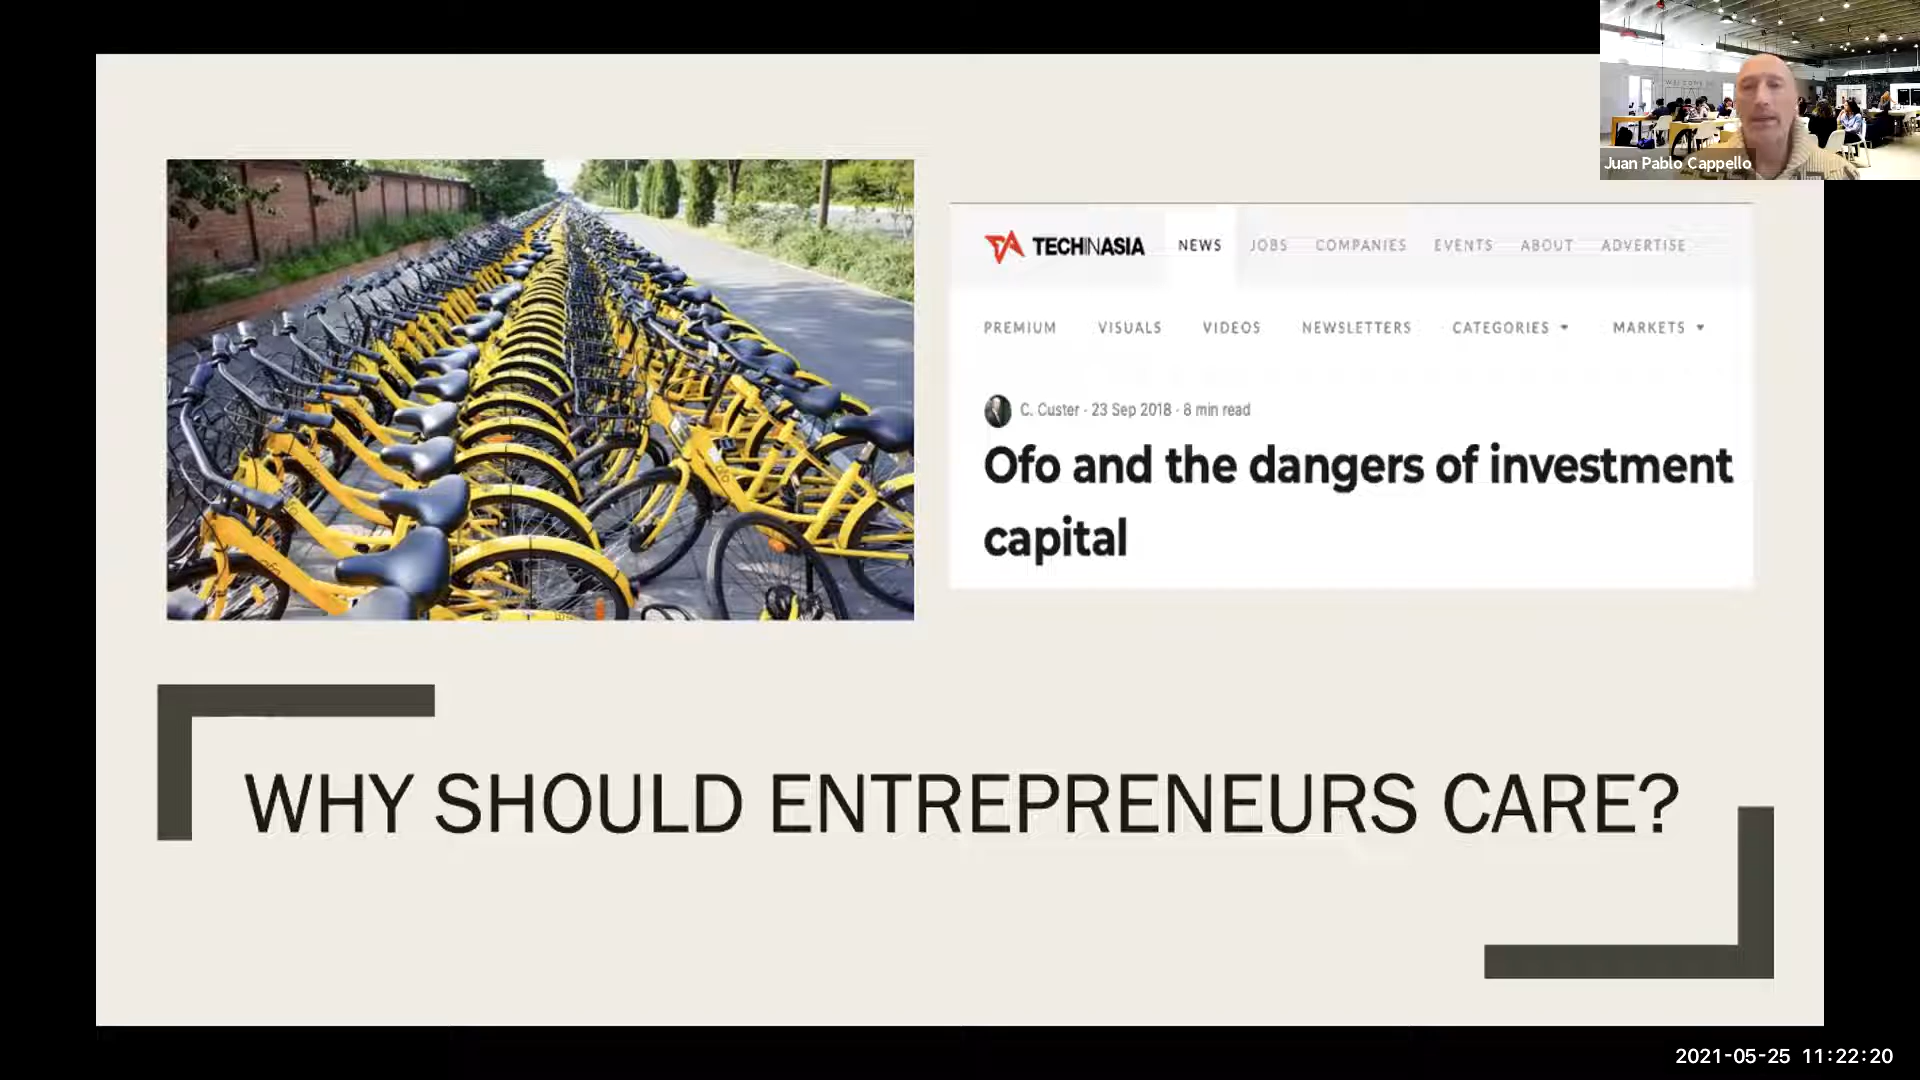 WELCOME
Juan Pablo Cappello
TECHINASIA
NEWS
JOBS
COMPANIES
EVENTS
ABOUT
ADVERTISE
PREMIUM
VISUALS
VIDEOS
NEWSLETTERS
CATEGORIES
MARKETS
C. Custer · 23 Sep 2018 · 8 min read
Ofo and the dangers of investment
capital
ofo
WHY SHOULD ENTREPRENEURS CARE?
2021-05-25 11:22:20